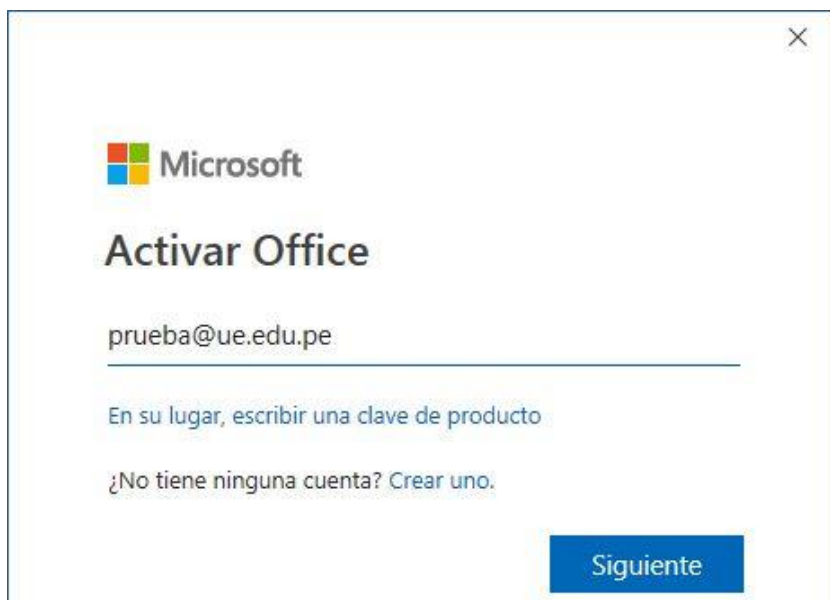 Microsoft
Activar Office
prueba@ue.edu.pe
En su lugar, escribir una clave de producto
¿No tiene ninguna cuenta? Crear uno.
Siguiente